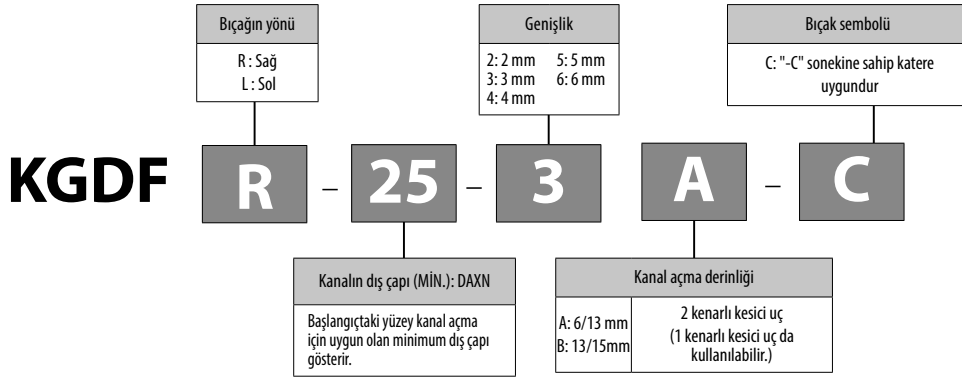 Bıçağın yönü
R : Sağ
L : Sol
Genişlik
2: 2 mm 5: 5 mm
3: 3 mm 6: 6 mm
4: 4 mm
Bıçak sembolü
C: "-C" sonekine sahip katere
uygundur
KGDF R - 25 - 3 A - C
Kanalın dış çapı (MİN.): DAXN
Başlangıçtaki yüzey kanal açma
için uygun olan minimum dış çapı
gösterir.
Kanal açma derinliği
A: 6/13 mm
B: 13/15mm
2 kenarlı kesici uç
(1 kenarlı kesici uç da
kullanılabilir.)